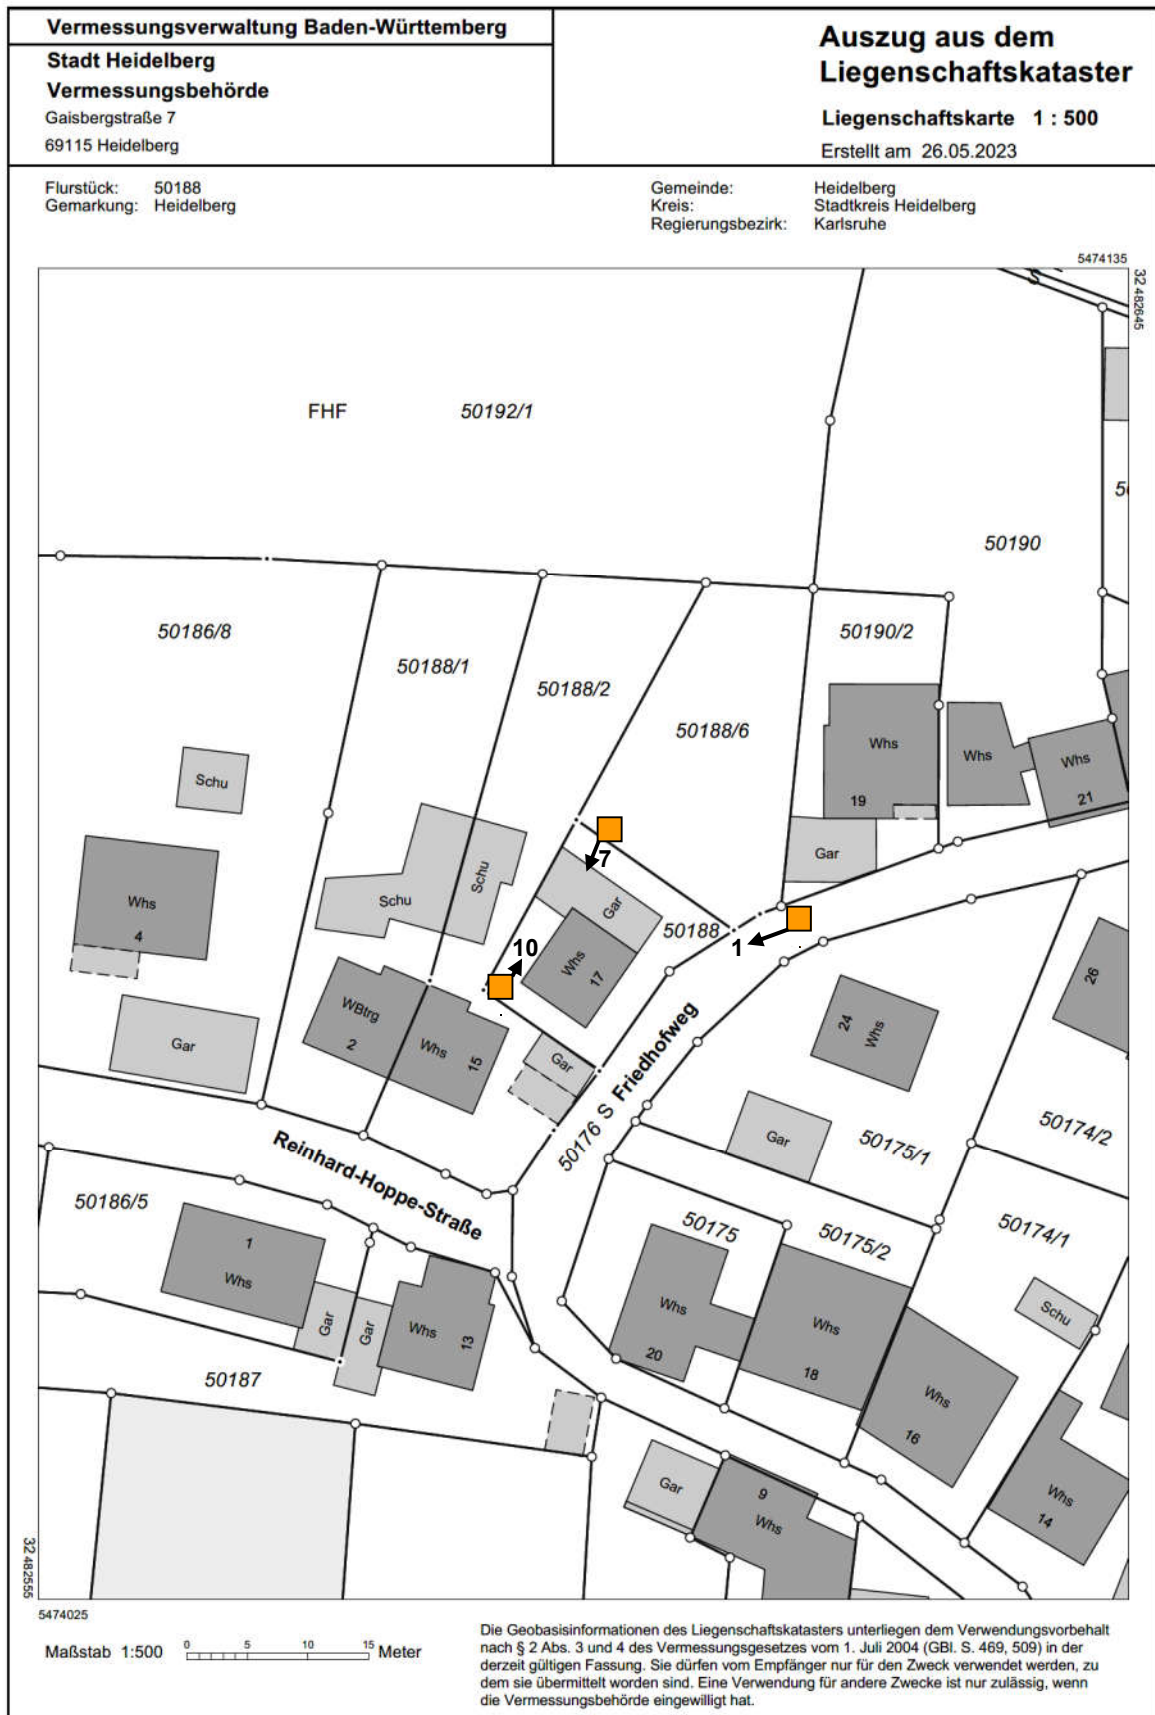 Vermessungsverwaltung Baden-Württemberg
Stadt Heidelberg
Vermessungsbehörde
Gaisbergstraße 7
69115 Heidelberg
Auszug aus dem
Liegenschaftskataster
Liegenschaftskarte 1 : 500
Erstellt am 26.05.2023
Flurstück: 50188
Gemarkung: Heidelberg
Gemeinde: Heidelberg
Kreis: Stadtkreis Heidelberg
Regierungsbezirk: Karlsruhe
5474135
32 482645
S
FHF 50192/1
50190
50186/8
50188/1
50188/2
50188/6
50190/2
Whs
19
Whs
Whs
21
Schu
Gar
Whs
4
Schu
Schu
7
Gar
50188
1
10
Whs
17
Gar
WBtrg
2
Whs
15
Gar
50176 S Friedhofweg
24
Whs
26
Gar
50175/1
50174/2
Reinhard-Hoppe-Straße
50186/5
1
Whs
Gar
Gar
Whs
13
50175
50175/2
50174/1
Whs
20
Whs
18
Whs
16
Schu
50187
Gar
9
Whs
Whs
14
32 482555
5474025
Maßstab 1:500 0 5 10 15 Meter
Die Geobasisinformationen des Liegenschaftskatasters unterliegen dem Verwendungsvorbehalt
nach § 2 Abs. 3 und 4 des Vermessungsgesetzes vom 1. Juli 2004 (GBl. S. 469, 509) in der
derzeit gültigen Fassung. Sie dürfen vom Empfänger nur für den Zweck verwendet werden, zu
dem sie übermittelt worden sind. Eine Verwendung für andere Zwecke ist nur zulässig, wenn
die Vermessungsbehörde eingewilligt hat.